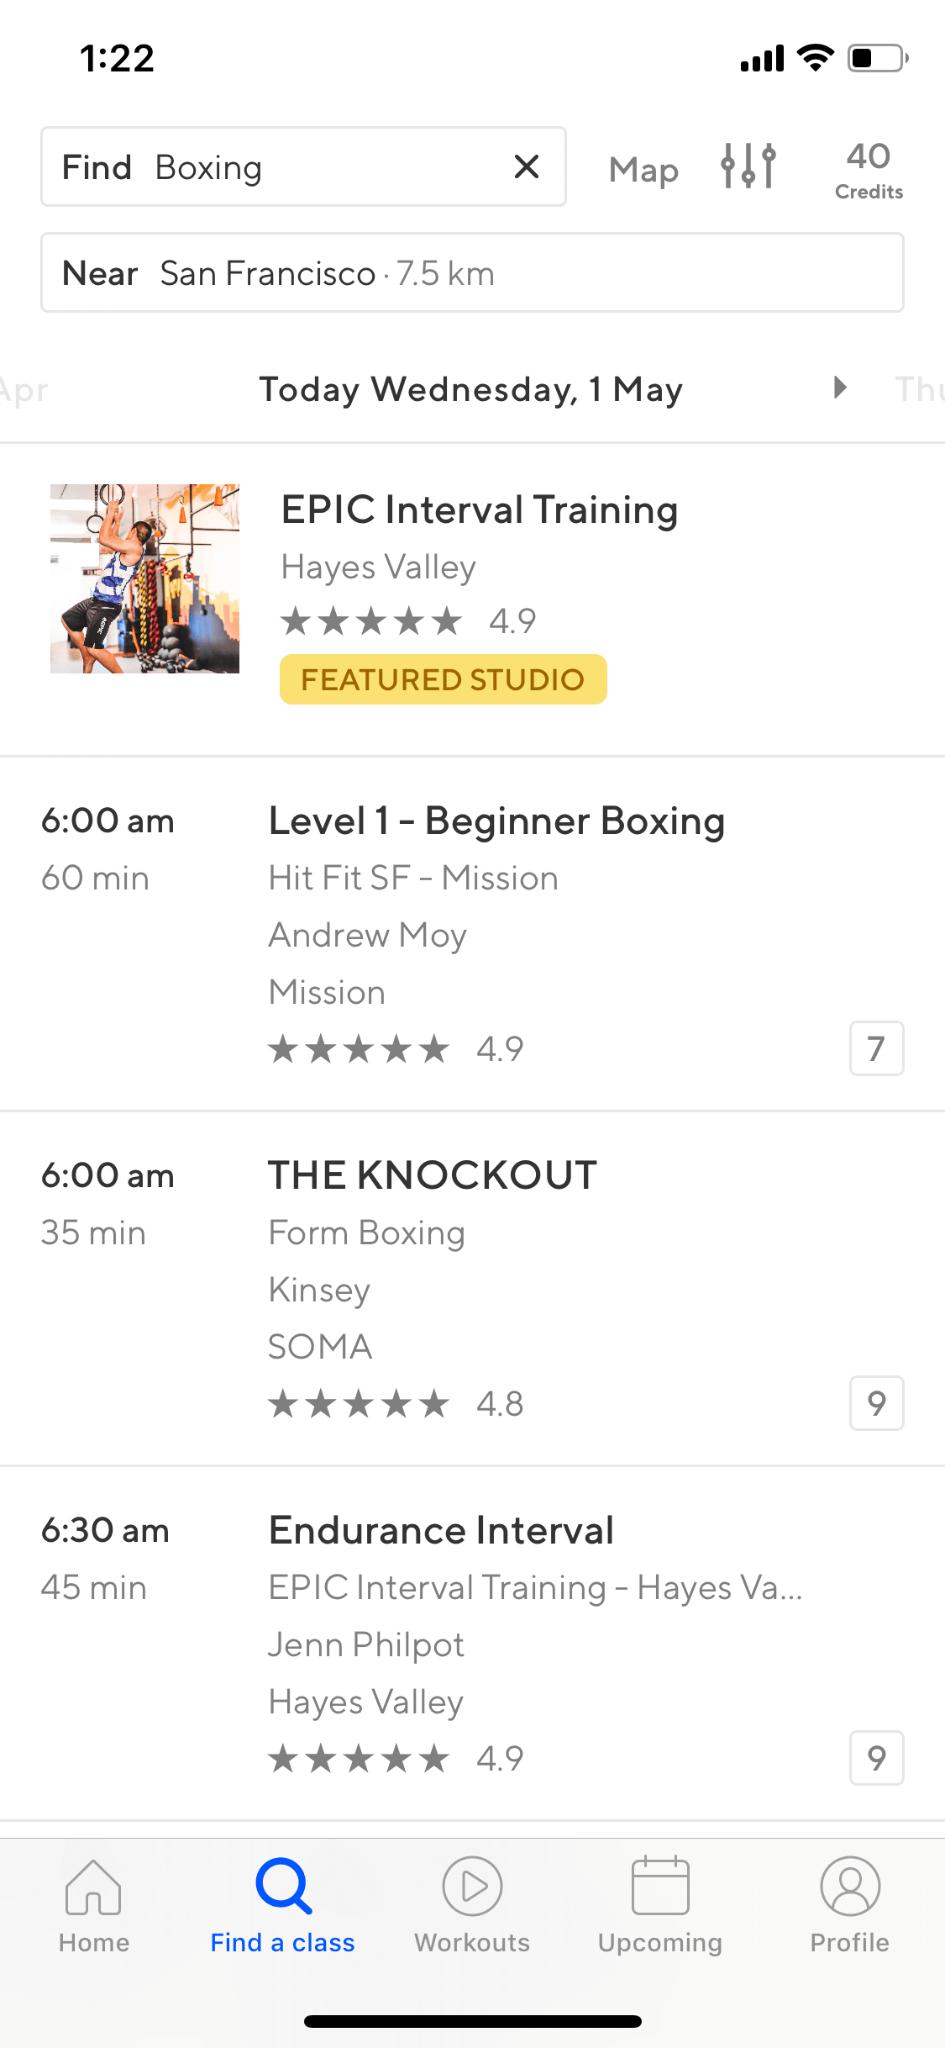 1:22
Find Boxing
Map
40
Credits
Near San Francisco · 7.5 km
Apr
Today Wednesday, 1 May
Thu
EPIC Interval Training
Hayes Valley
★★★★★ 4.9
FEATURED STUDIO
6:00 am
60 min
Level 1 - Beginner Boxing
Hit Fit SF - Mission
Andrew Moy
Mission
★★★★★ 4.9
7
6:00 am
35 min
THE KNOCKOUT
Form Boxing
Kinsey
SOMA
★★★★★ 4.8
9
6:30 am
45 min
Endurance Interval
EPIC Interval Training - Hayes Va...
Jenn Philpot
Hayes Valley
★★★★★ 4.9
9
Home
Find a class
Workouts
Upcoming
Profile